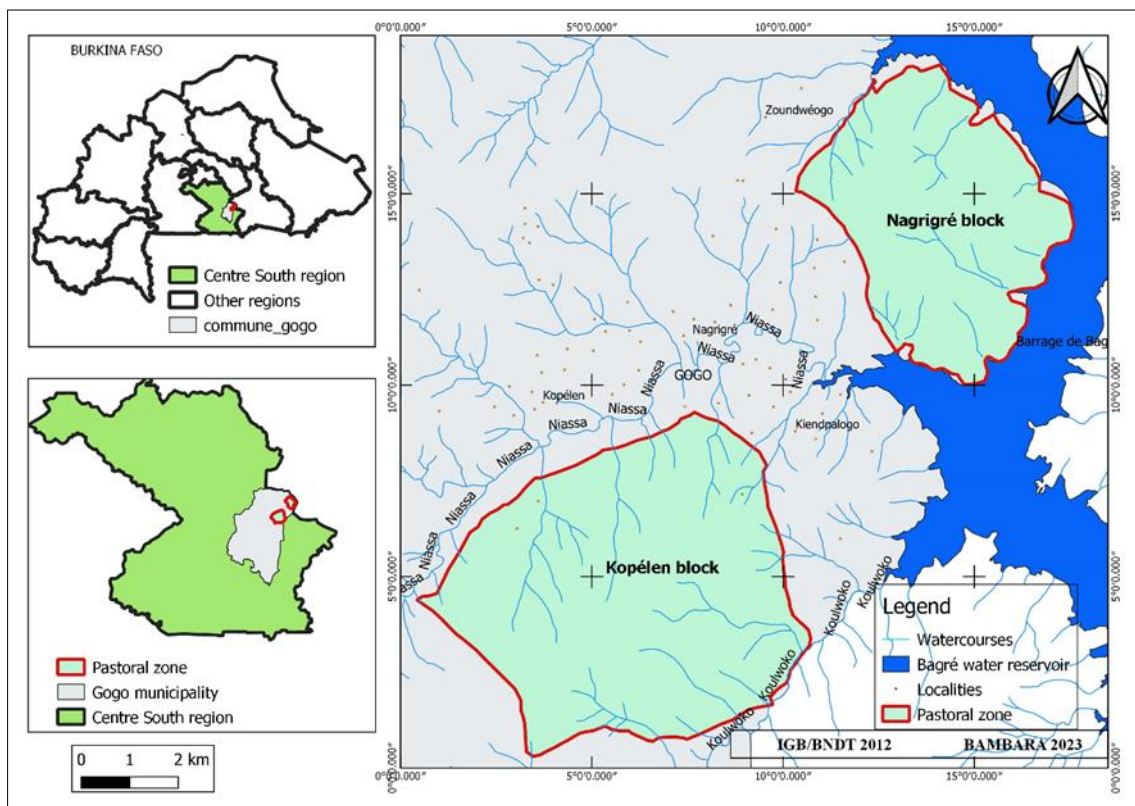 BURKINA FASO
Centre South region
Other regions
commune_gogo
Pastoral zone
Gogo municipality
Centre South region
0 1 2 km
0°0'0.000" 5°0'0.000" 10°0'0.000" 15°0'0.000"
15°0'0.000" 15°0'0.000"
10°0'0.000" 10°0'0.000"
5°0'0.000" 5°0'0.000"
0°0'0.000" 5°0'0.000" 10°0'0.000" 15°0'0.000"
Zoundwéogo
Nagrigré block
Nagrigré
Niassa
Niassa
Barrage de Bag
Niassa
Niassa
GOGO
Kopélen
Niassa
Niassa
Kiendpalogo
Niassa
Niassa
Niassa
assa
Kopélen block
Koulwoko
Koulwoko
Koulwoko
Koulwoko
Legend
Watercourses
Bagré water reservoir
Localities
Pastoral zone
IGB/BNDT 2012 BAMBARA 2023